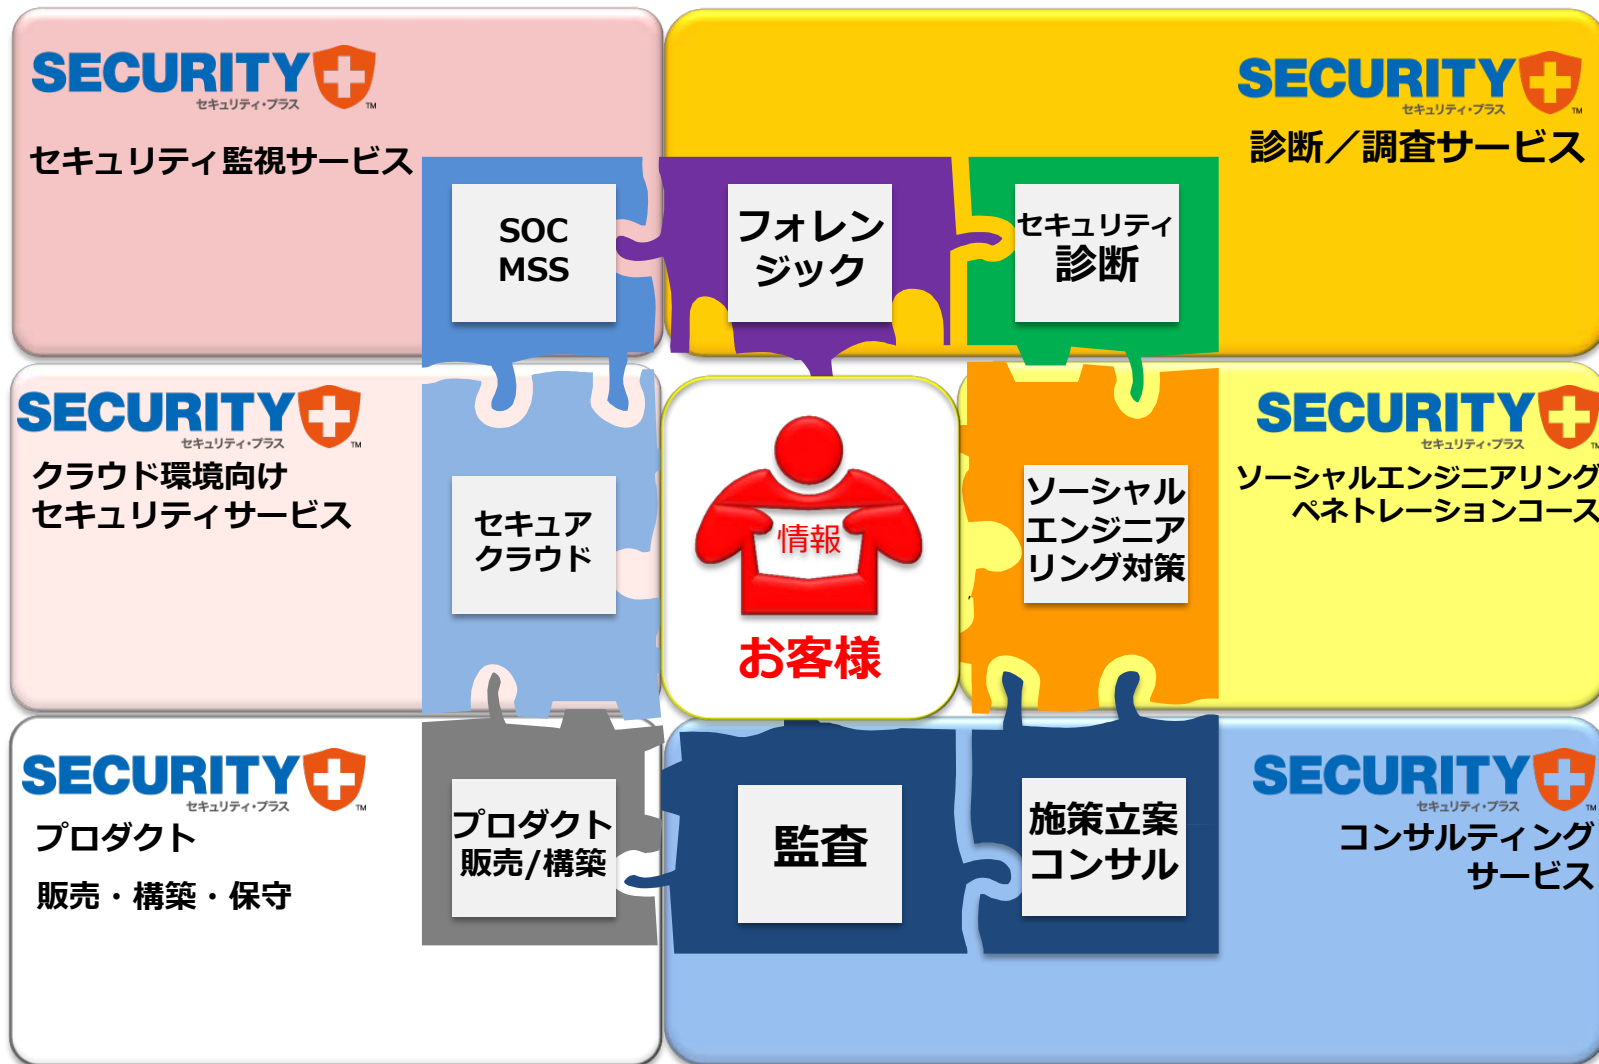 SECURITY
セキュリティ・プラス
TM
セキュリティ監視サービス
SECURITY
セキュリティ・プラス
TM
診断／調査サービス
SOC
MSS
フォレン
ジック
セキュリティ
診断
SECURITY
セキュリティ・プラス
TM
クラウド環境向け
セキュリティサービス
セキュア
クラウド
情報
お客様
ソーシャル
エンジニア
リング対策
SECURITY
セキュリティ・プラス
TM
ソーシャルエンジニアリング
ペネトレーションコース
SECURITY
セキュリティ・プラス
TM
プロダクト
販売・構築・保守
プロダクト
販売/構築
監査
施策立案
コンサル
SECURITY
セキュリティ・プラス
TM
コンサルティング
サービス